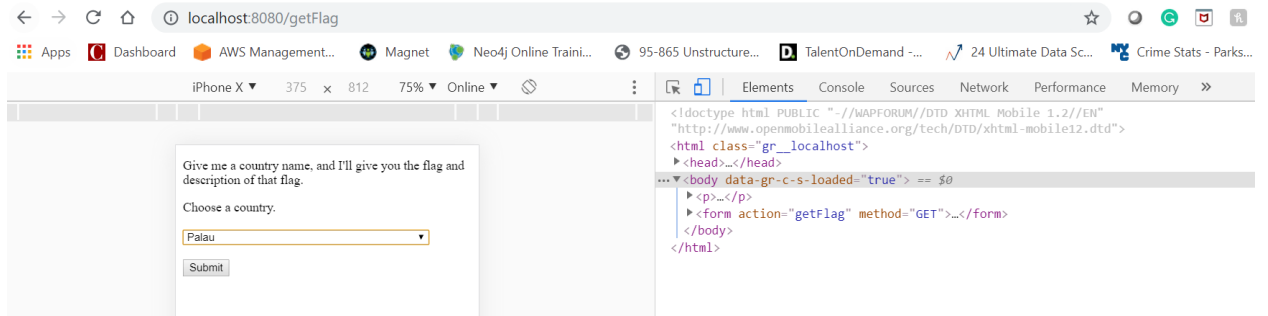 localhost:8080/getFlag
Apps C Dashboard AWS Management... Magnet Neo4j Online Traini... 95-865 Unstructure... D. TalentOnDemand -... 24 Ultimate Data Sc... NYC Crime Stats - Parks...
iPhone X ▼ 375 x 812 75% ▼ Online ▼ Elements Console Sources Network Performance Memory »
<!doctype html PUBLIC "-//WAPFORUM//DTD XHTML Mobile 1.2//EN"
"http://www.openmobilealliance.org/tech/DTD/xhtml-mobile12.dtd">
<html class="gr__localhost">
▶<head>…</head>
…▼<body data-gr-c-s-loaded="true"> == $0
▶<p>…</p>
▶<form action="getFlag" method="GET">…</form>
</body>
</html>
Give me a country name, and I'll give you the flag and
description of that flag.
Choose a country.
Palau
Submit